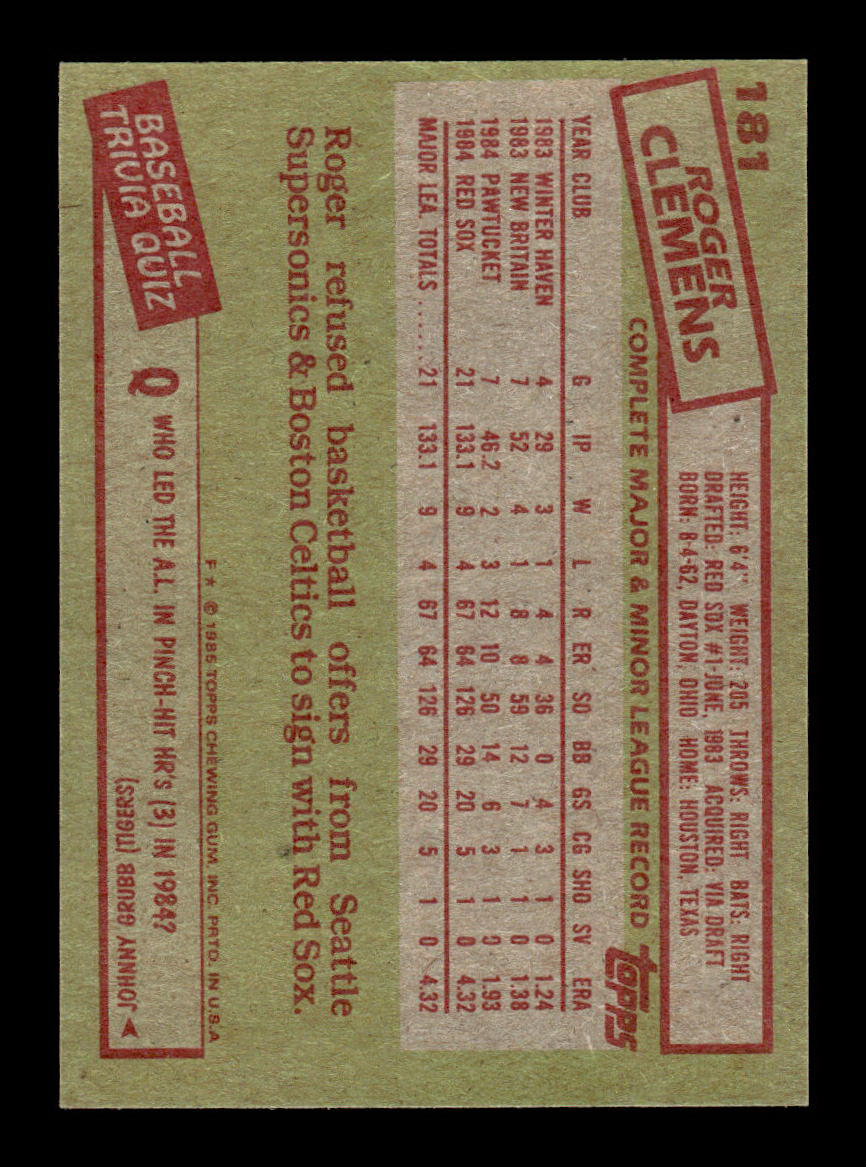 181
ROGER
CLEMENS
HEIGHT: 6'4" WEIGHT: 205 THROWS: RIGHT BATS: RIGHT
DRAFTED: RED SOX #1-JUNE, 1983 ACQUIRED: VIA DRAFT
BORN: 8-4-62, DAYTON, OHIO HOME: HOUSTON, TEXAS
COMPLETE MAJOR & MINOR LEAGUE RECORD
topps
YEAR CLUB G IP W L R ER SO BB GS CG SHO SV ERA
1983 WINTER HAVEN 4 29 3 1 4 4 36 0 4 3 1 0 1.24
1983 NEW BRITAIN 7 52 4 1 8 8 59 12 7 1 1 0 1.38
1984 PAWTUCKET 7 46.2 2 3 12 10 50 14 6 3 1 0 1.93
1984 RED SOX 21 133.1 9 4 67 64 126 29 20 5 1 0 4.32
MAJOR LEA. TOTALS ...... 21 133.1 9 4 67 64 126 29 20 5 1 0 4.32
Roger refused basketball offers from Seattle
Supersonics & Boston Celtics to sign with Red Sox.
F ★ © 1985 TOPPS CHEWING GUM, INC. PRTD. IN U.S.A
BASEBALL
TRIVIA QUIZ
Q WHO LED THE A.L. IN PINCH-HIT HR'S (3) IN 1984?
JOHNNY GRUBB (TIGERS)